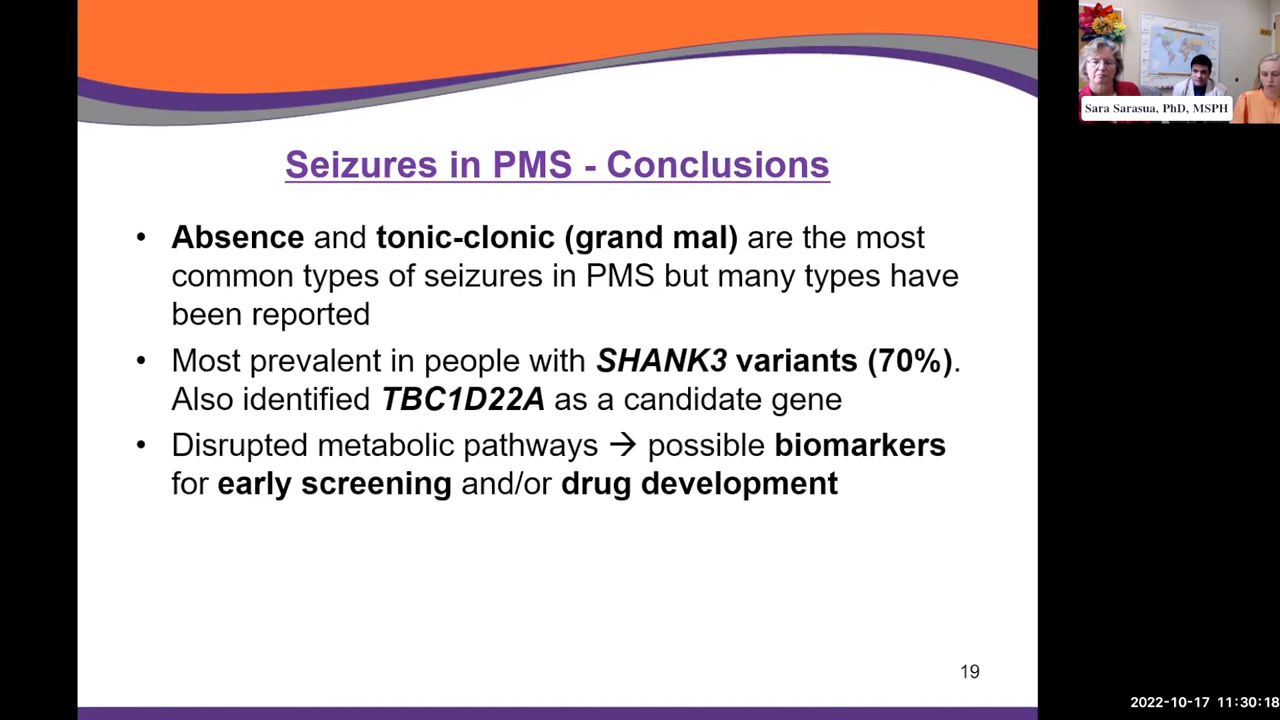 Sara Sarasua, PhD, MSPH
Seizures in PMS - Conclusions
• Absence and tonic-clonic (grand mal) are the most
common types of seizures in PMS but many types have
been reported
• Most prevalent in people with SHANK3 variants (70%).
Also identified TBC1D22A as a candidate gene
• Disrupted metabolic pathways → possible biomarkers
for early screening and/or drug development
19
2022-10-17 11:30:18